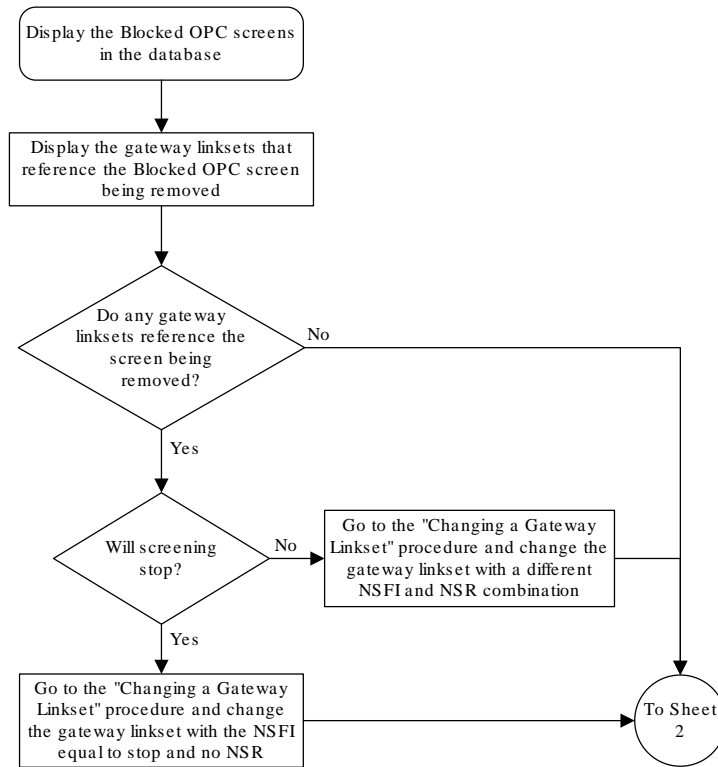 Display the Blocked OPC screens
in the database
Display the gateway linksets that
reference the Blocked OPC screen
being removed
Do any gateway
linksets reference the
screen being
removed?
No
Yes
Will screening
stop?
No
Go to the "Changing a Gateway
Linkset" procedure and change the
gateway linkset with a different
NSFI and NSR combination
Yes
Go to the "Changing a Gateway
Linkset" procedure and change
the gateway linkset with the NSFI
equal to stop and no NSR
To Sheet
2